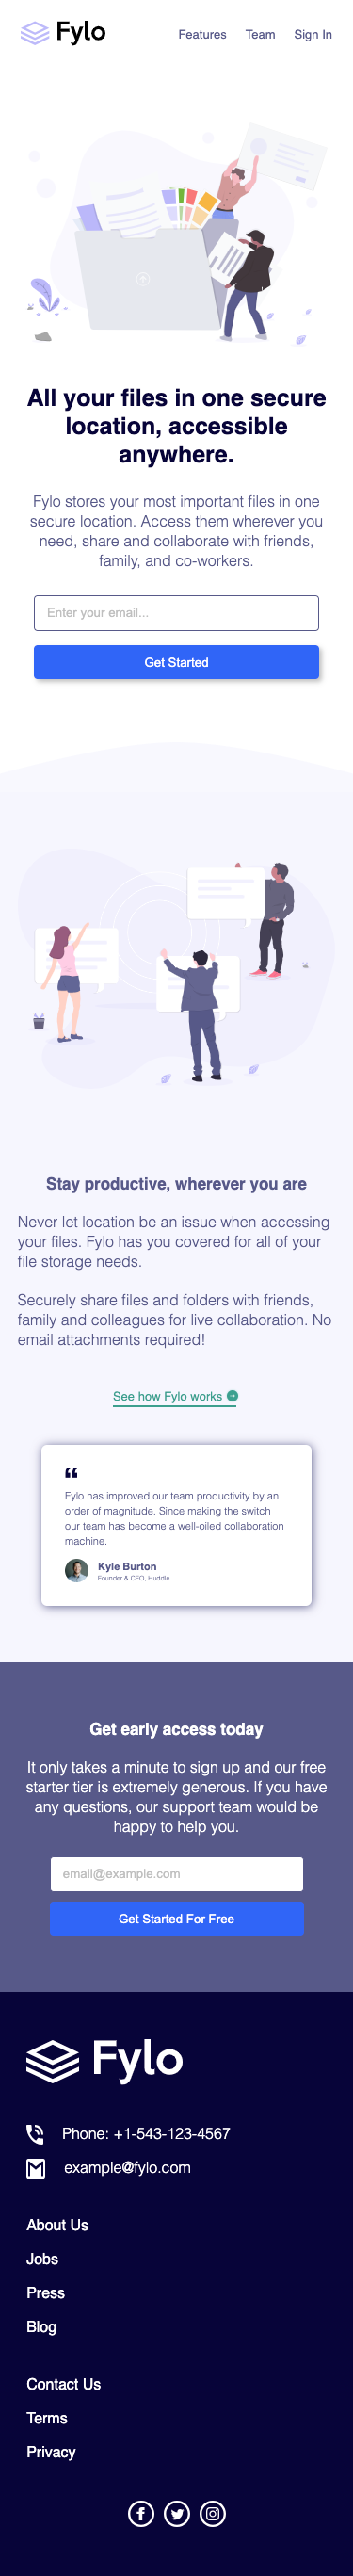 Fylo
Features Team Sign In
All your files in one secure
location, accessible
anywhere.
Fylo stores your most important files in one
secure location. Access them wherever you
need, share and collaborate with friends,
family, and co-workers.
Enter your email...
Get Started
Stay productive, wherever you are
Never let location be an issue when accessing
your files. Fylo has you covered for all of your
file storage needs.
Securely share files and folders with friends,
family and colleagues for live collaboration. No
email attachments required!
See how Fylo works
“
Fylo has improved our team productivity by an
order of magnitude. Since making the switch
our team has become a well-oiled collaboration
machine.
Kyle Burton
Founder & CEO, Huddle
Get early access today
It only takes a minute to sign up and our free
starter tier is extremely generous. If you have
any questions, our support team would be
happy to help you.
email@example.com
Get Started For Free
Fylo
Phone: +1-543-123-4567
example@fylo.com
About Us
Jobs
Press
Blog
Contact Us
Terms
Privacy